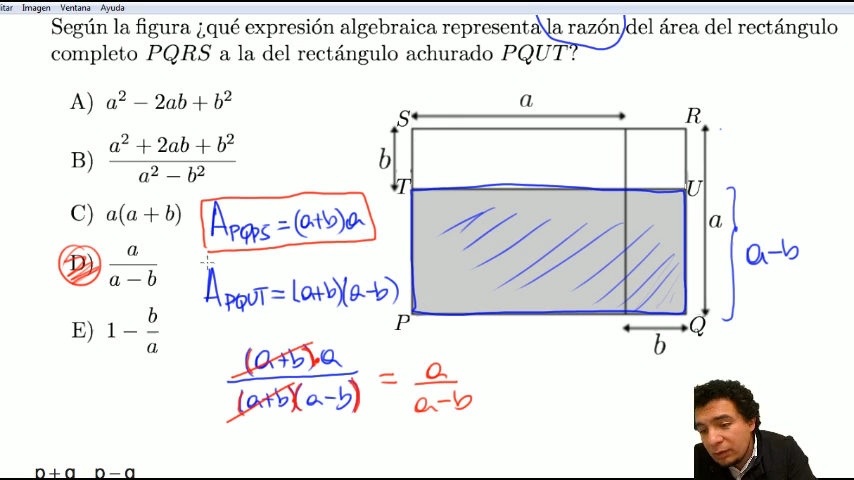 itar Imagen Ventana Ayuda
Según la figura ¿qué expresión algebraica representa la razón del área del rectángulo
completo PQRS a la del rectángulo achurado PQUT?
A) a² − 2ab + b²
B) (a² + 2ab + b²)/(a² − b²)
C) a(a + b)
D) a/(a − b)
E) 1 − b/a
S a R
b
T U
a
a-b
P Q
b
A_PQRS = (a+b)a
A_PQUT = (a+b)(a-b)
(a+b)·a/(a+b)(a-b) = a/(a-b)
p+q p−q